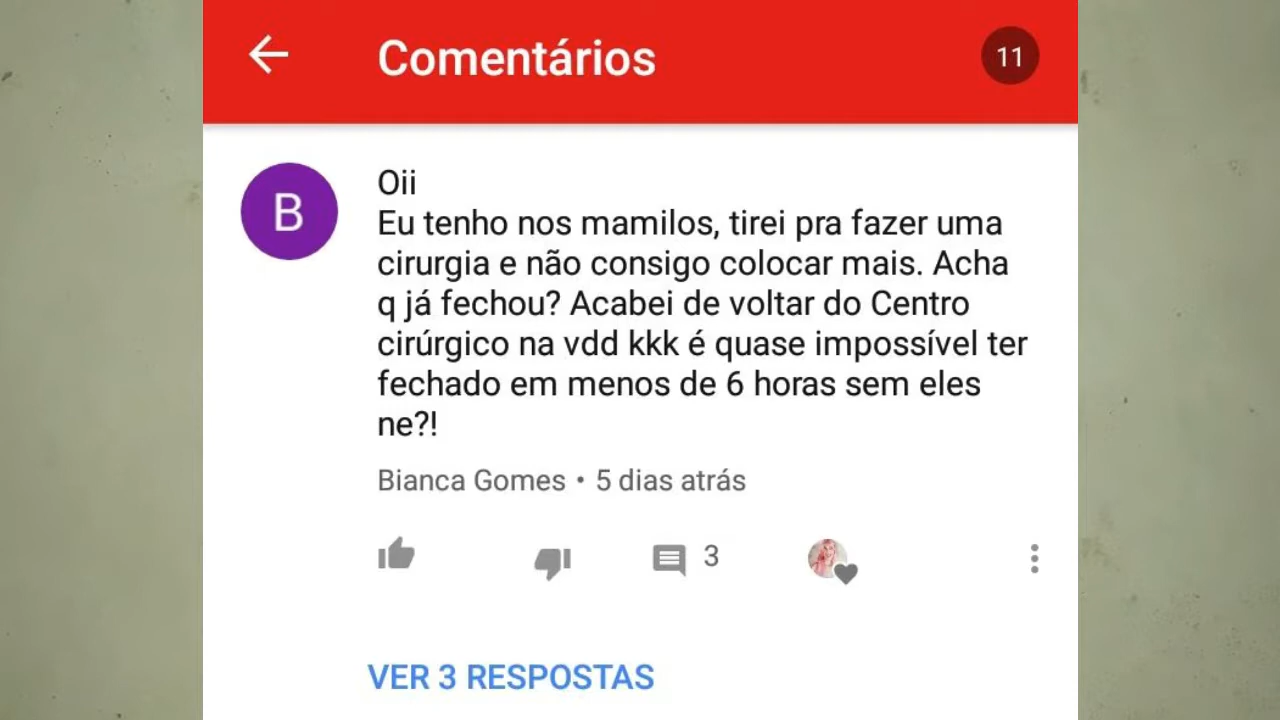 Comentários
11
B
Oii
Eu tenho nos mamilos, tirei pra fazer uma
cirurgia e não consigo colocar mais. Acha
q já fechou? Acabei de voltar do Centro
cirúrgico na vdd kkk é quase impossível ter
fechado em menos de 6 horas sem eles
ne?!
Bianca Gomes • 5 dias atrás
3
VER 3 RESPOSTAS